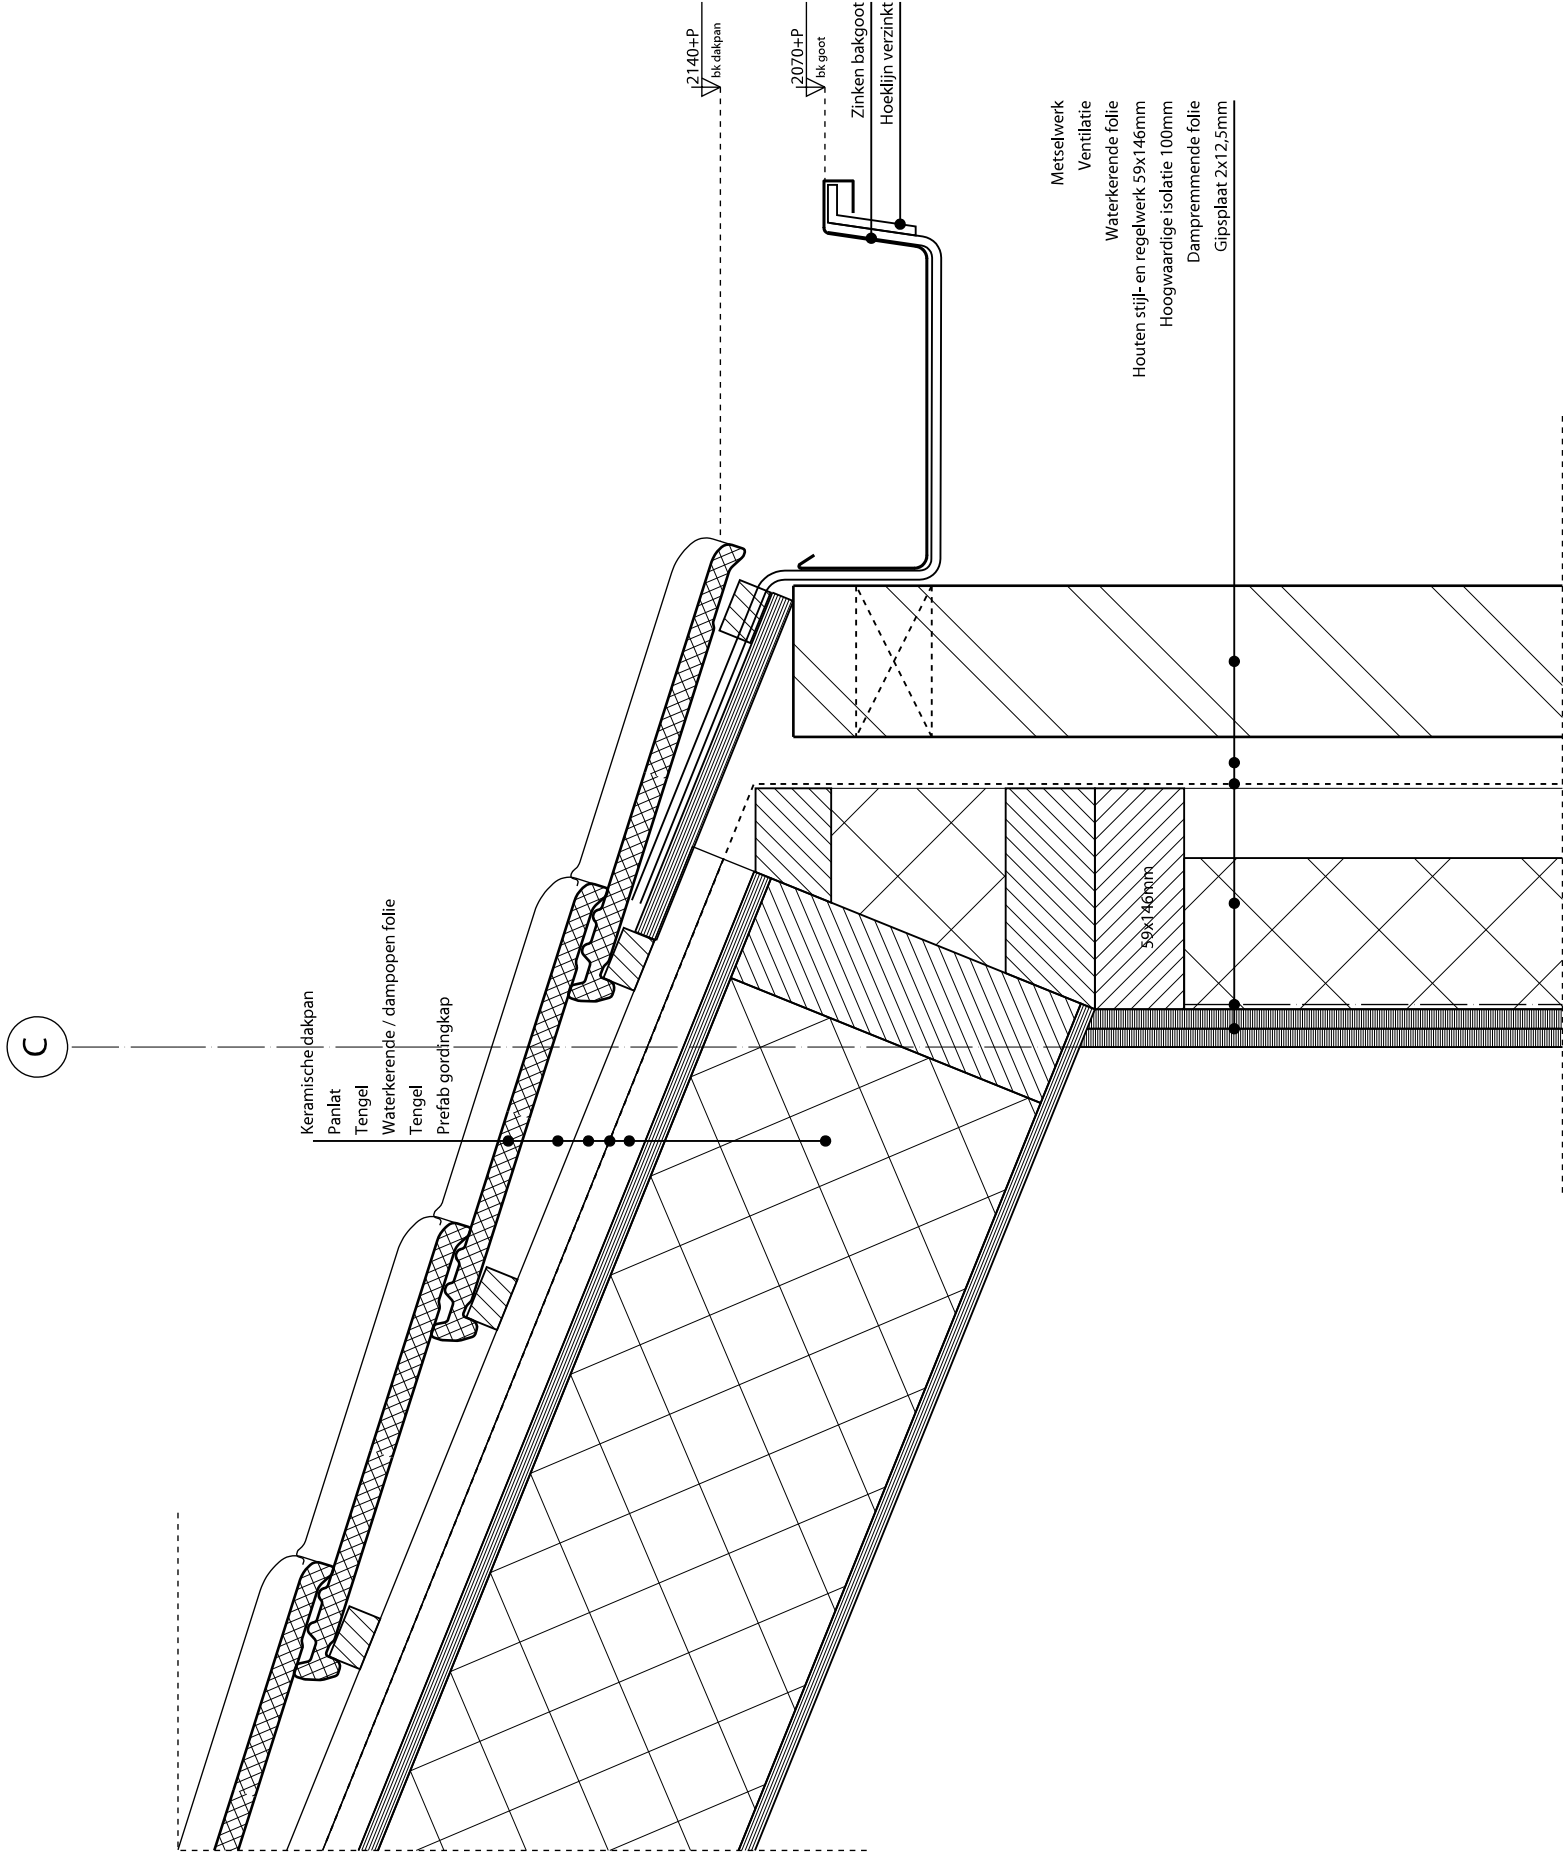 C
Keramische dakpan
Panlat
Tengel
Waterkerende / dampopen folie
Tengel
Prefab gordingkap
2140+P
bk dakpan
2070+P
bk goot
Zinken bakgoot
Hoeklijn verzinkt
Metselwerk
Ventilatie
Waterkerende folie
Houten stijl- en regelwerk 59x146mm
Hoogwaardige isolatie 100mm
Dampremmende folie
Gipsplaat 2x12,5mm
59x146mm